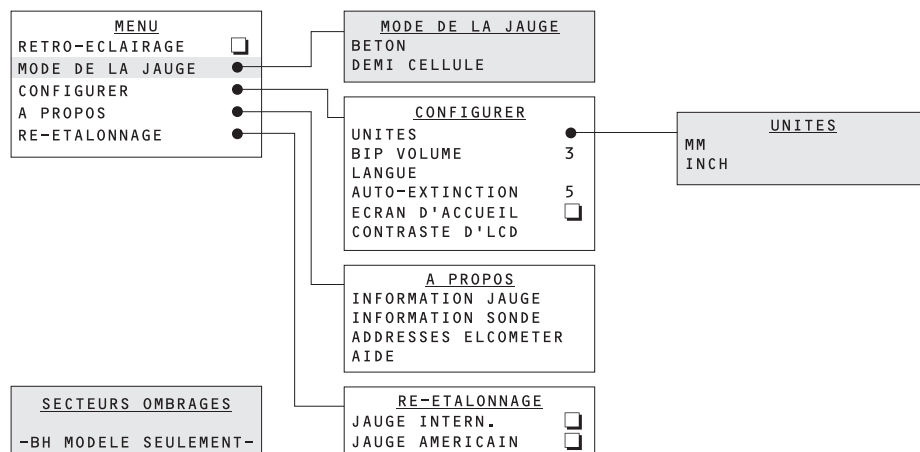 MENU
RETRO-ECLAIRAGE
MODE DE LA JAUGE
CONFIGURER
A PROPOS
RE-ETALONNAGE
MODE DE LA JAUGE
BETON
DEMI CELLULE
CONFIGURER
UNITES
BIP VOLUME 3
LANGUE
AUTO-EXTINCTION 5
ECRAN D'ACCUEIL
CONTRASTE D'LCD
UNITES
MM
INCH
A PROPOS
INFORMATION JAUGE
INFORMATION SONDE
ADDRESSES ELCOMETER
AIDE
SECTEURS OMBRAGES
-BH MODELE SEULEMENT-
RE-ETALONNAGE
JAUGE INTERN.
JAUGE AMERICAIN